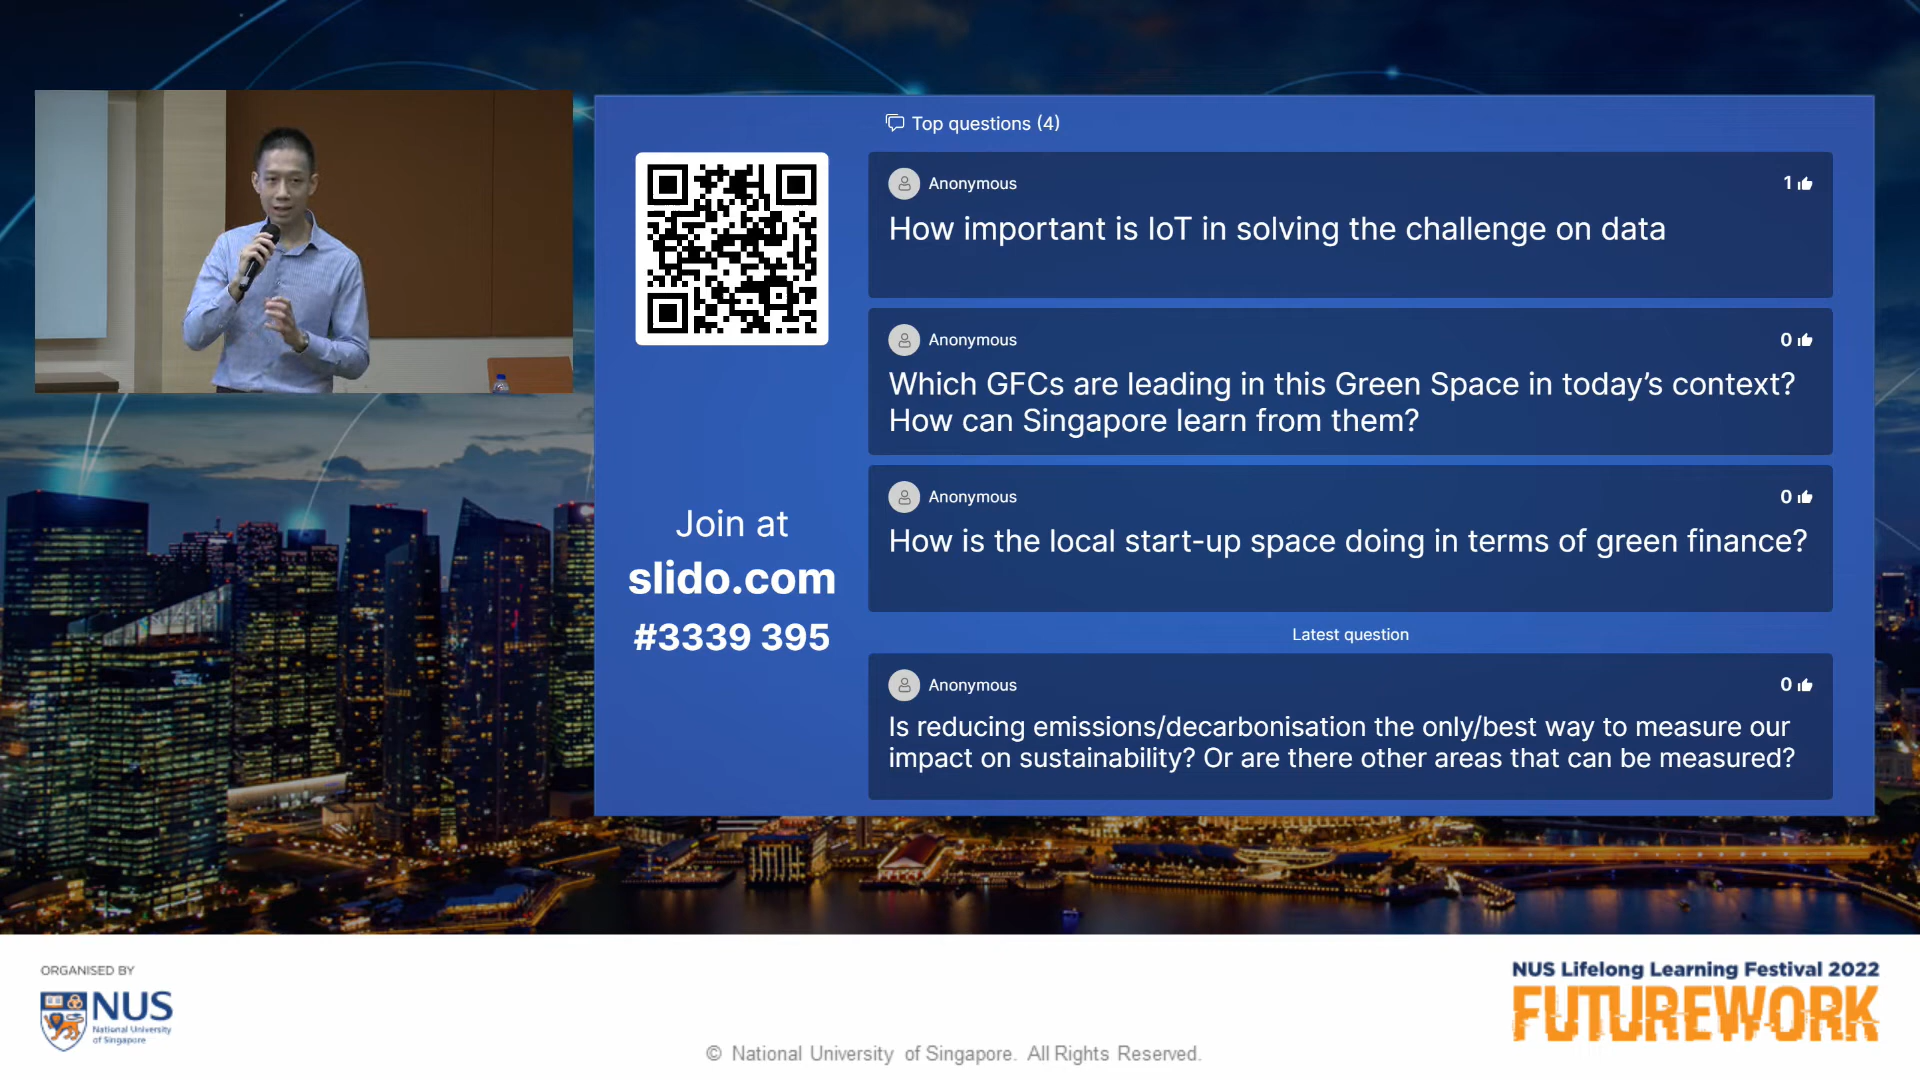 Top questions (4)
Anonymous
1
How important is IoT in solving the challenge on data
Anonymous
0
Which GFCs are leading in this Green Space in today's context?
How can Singapore learn from them?
Anonymous
0
How is the local start-up space doing in terms of green finance?
Latest question
Anonymous
0
Is reducing emissions/decarbonisation the only/best way to measure our
impact on sustainability? Or are there other areas that can be measured?
Join at
slido.com
#3339 395
ORGANISED BY
NUS
National University
of Singapore
© National University of Singapore. All Rights Reserved.
NUS Lifelong Learning Festival 2022
FUTUREWORK